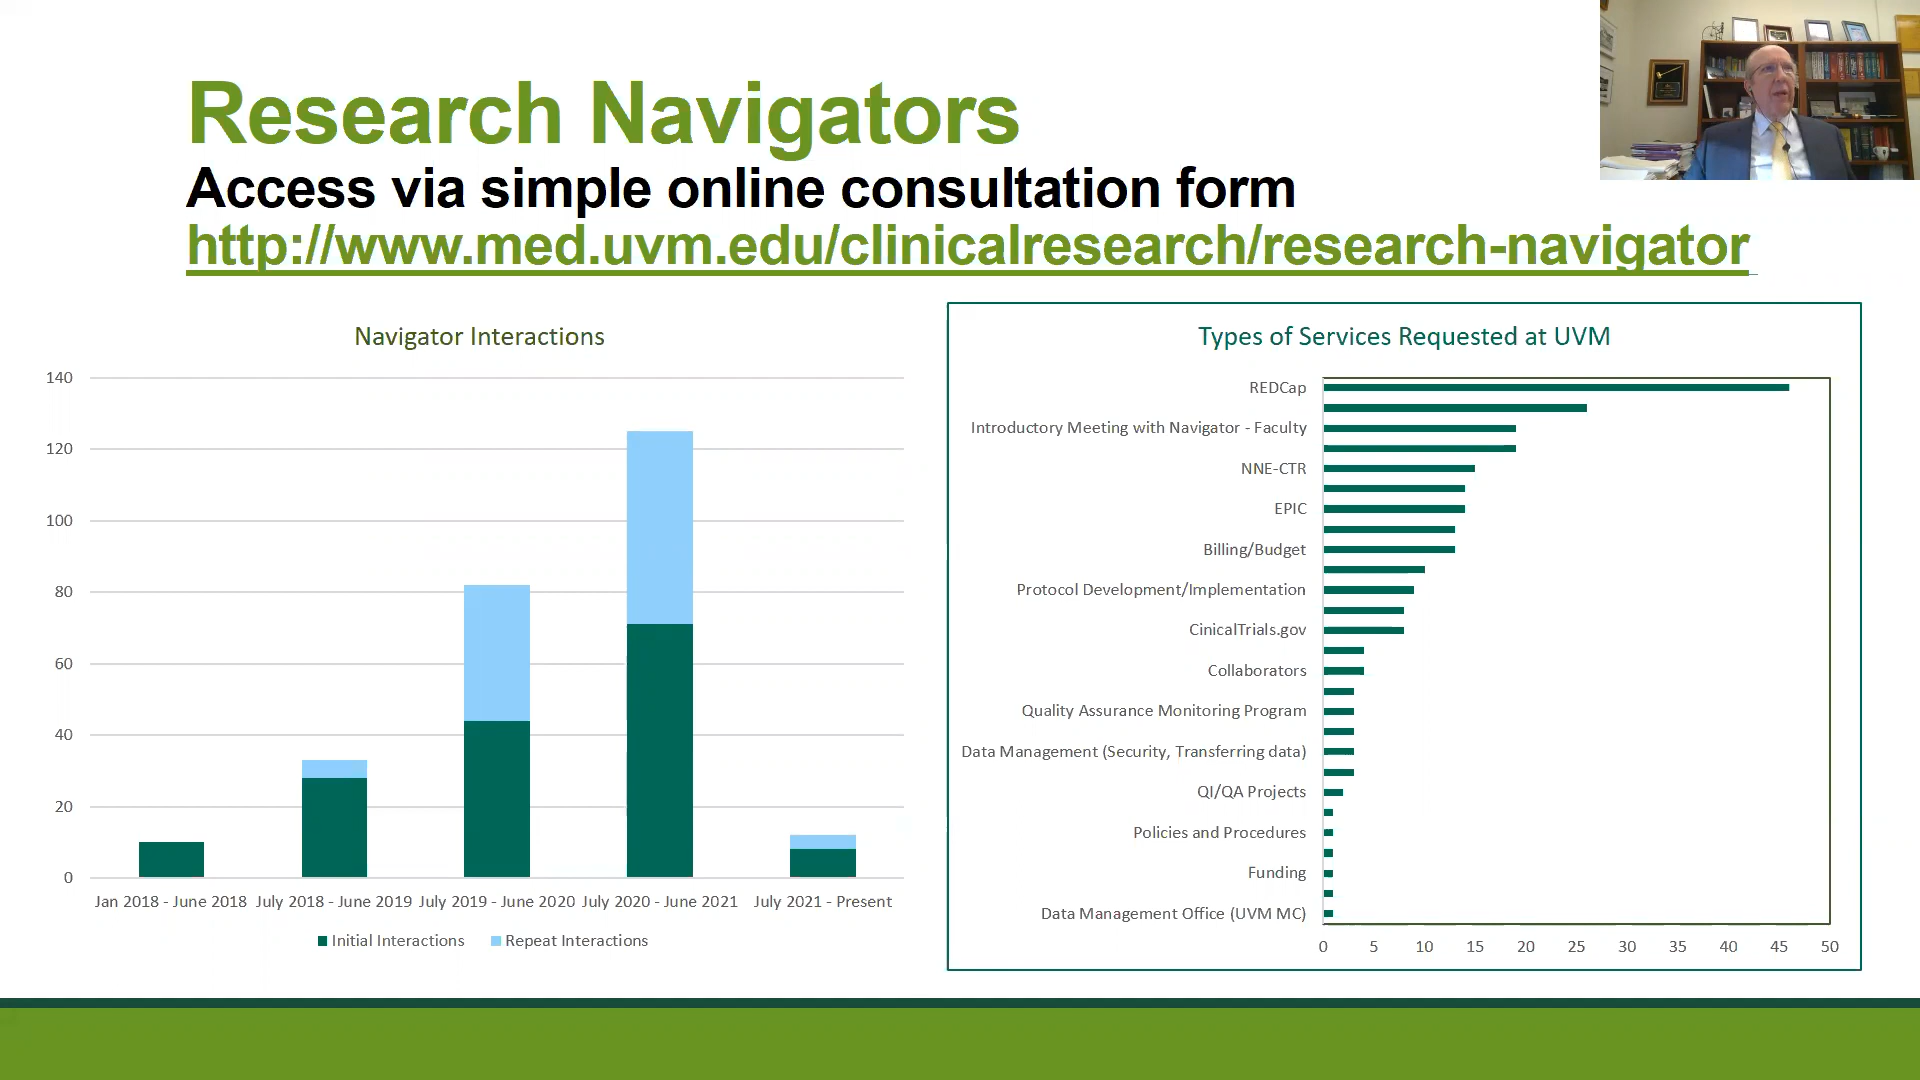 Research Navigators
Access via simple online consultation form
http://www.med.uvm.edu/clinicalresearch/research-navigator
Navigator Interactions
140
120
100
80
60
40
20
0
Jan 2018 - June 2018 July 2018 - June 2019 July 2019 - June 2020 July 2020 - June 2021 July 2021 - Present
Initial Interactions Repeat Interactions
Types of Services Requested at UVM
REDCap
Introductory Meeting with Navigator - Faculty
NNE-CTR
EPIC
Billing/Budget
Protocol Development/Implementation
CinicalTrials.gov
Collaborators
Quality Assurance Monitoring Program
Data Management (Security, Transferring data)
QI/QA Projects
Policies and Procedures
Funding
Data Management Office (UVM MC)
0 5 10 15 20 25 30 35 40 45 50